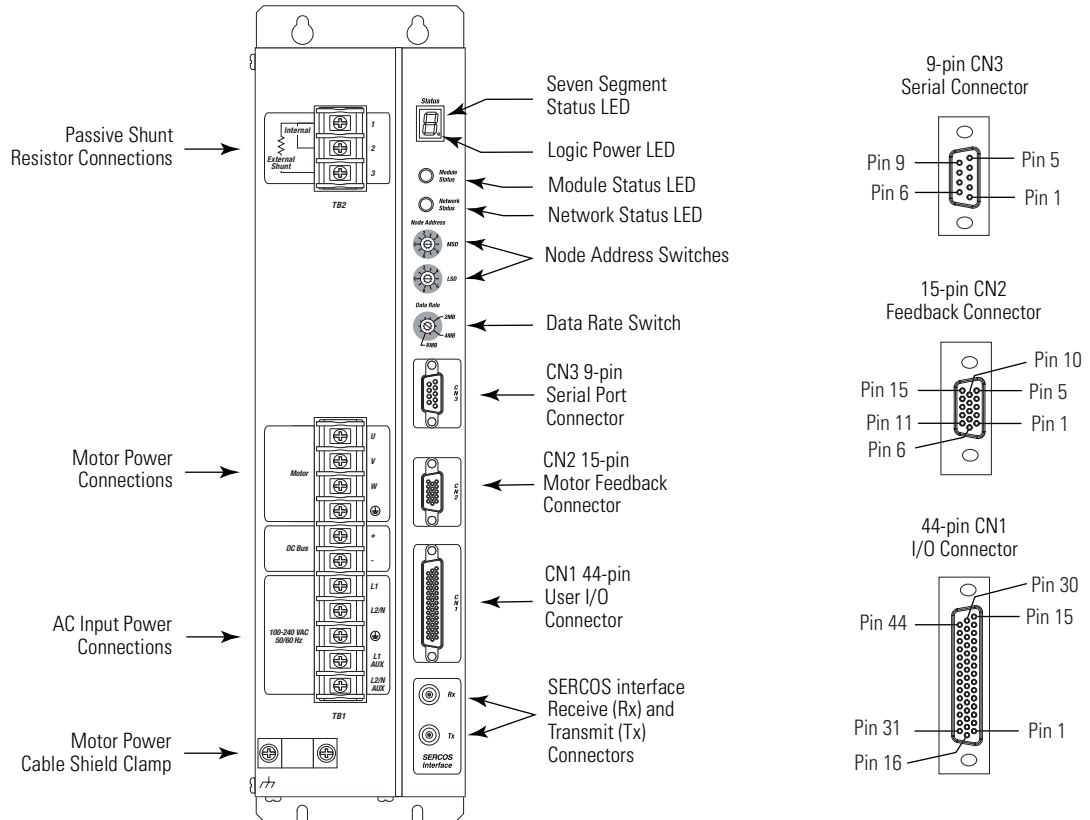 Passive Shunt
Resistor Connections
Motor Power
Connections
AC Input Power
Connections
Motor Power
Cable Shield Clamp
Internal
External
Shunt
1
2
3
TB2
Motor
U
V
W
DC Bus
+
-
100-240 VAC
50/60 Hz
L1
L2/N
L1
AUX
L2/N
AUX
TB1
Status
Module
Status
Network
Status
Node Address
MSD
LSD
Data Rate
2MB
4MB
8MB
CN3
CN2
CN1
Rx
Tx
SERCOS
Interface
Seven Segment
Status LED
Logic Power LED
Module Status LED
Network Status LED
Node Address Switches
Data Rate Switch
CN3 9-pin
Serial Port
Connector
CN2 15-pin
Motor Feedback
Connector
CN1 44-pin
User I/O
Connector
SERCOS interface
Receive (Rx) and
Transmit (Tx)
Connectors
9-pin CN3
Serial Connector
Pin 9
Pin 5
Pin 6
Pin 1
15-pin CN2
Feedback Connector
Pin 10
Pin 15
Pin 5
Pin 11
Pin 1
Pin 6
44-pin CN1
I/O Connector
Pin 30
Pin 44
Pin 15
Pin 31
Pin 1
Pin 16